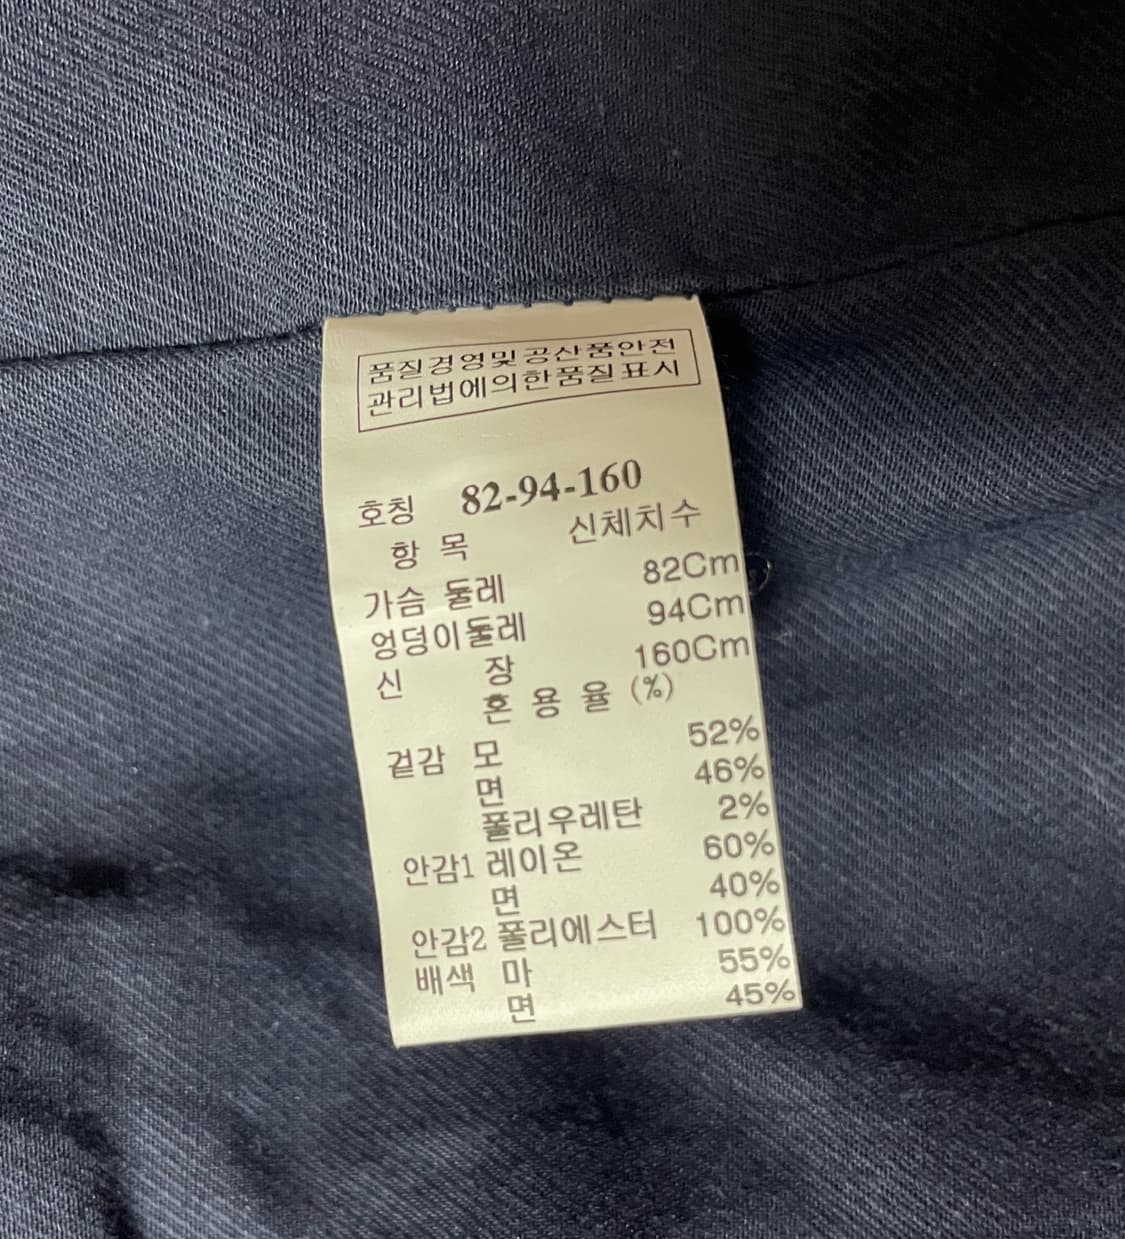 품질경영및공산품안전
관리법에의한품질표시
호칭 82-94-160
항 목 신체치수
가슴 둘레 82Cm
엉덩이둘레 94Cm
신 장 160Cm
혼 용 율 (%)
겉감 모 52%
면 46%
폴리우레탄 2%
안감1 레이온 60%
면 40%
안감2 폴리에스터 100%
배색 마 55%
면 45%